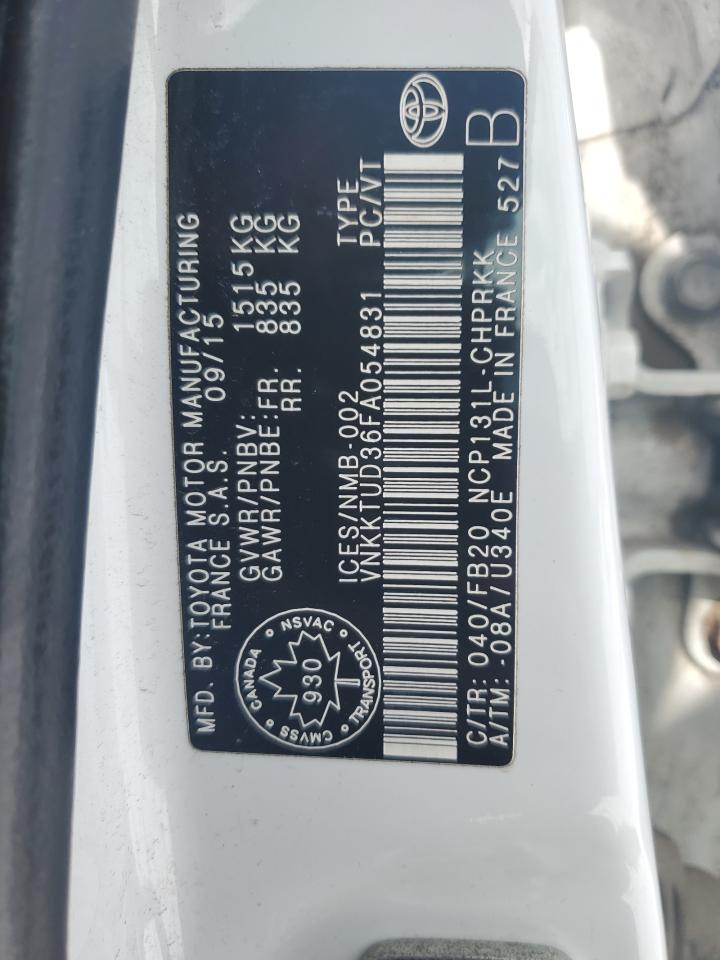 MFD. BY: TOYOTA MOTOR MANUFACTURING
FRANCE S.A.S. 09/15
GVWR/PNBV: 1515KG
GAWR/PNBE: FR. 835 KG
RR. 835 KG
CANADA
NSVAC
TRANSPORT
CMVSS
930
ICES/NMB-002 TYPE
VNKKTUD36FA054831 PC/VT
C/TR: 040/FB20 NCP131L-CHPRKK
A/TM: -08A/U340E MADE IN FRANCE 527
B